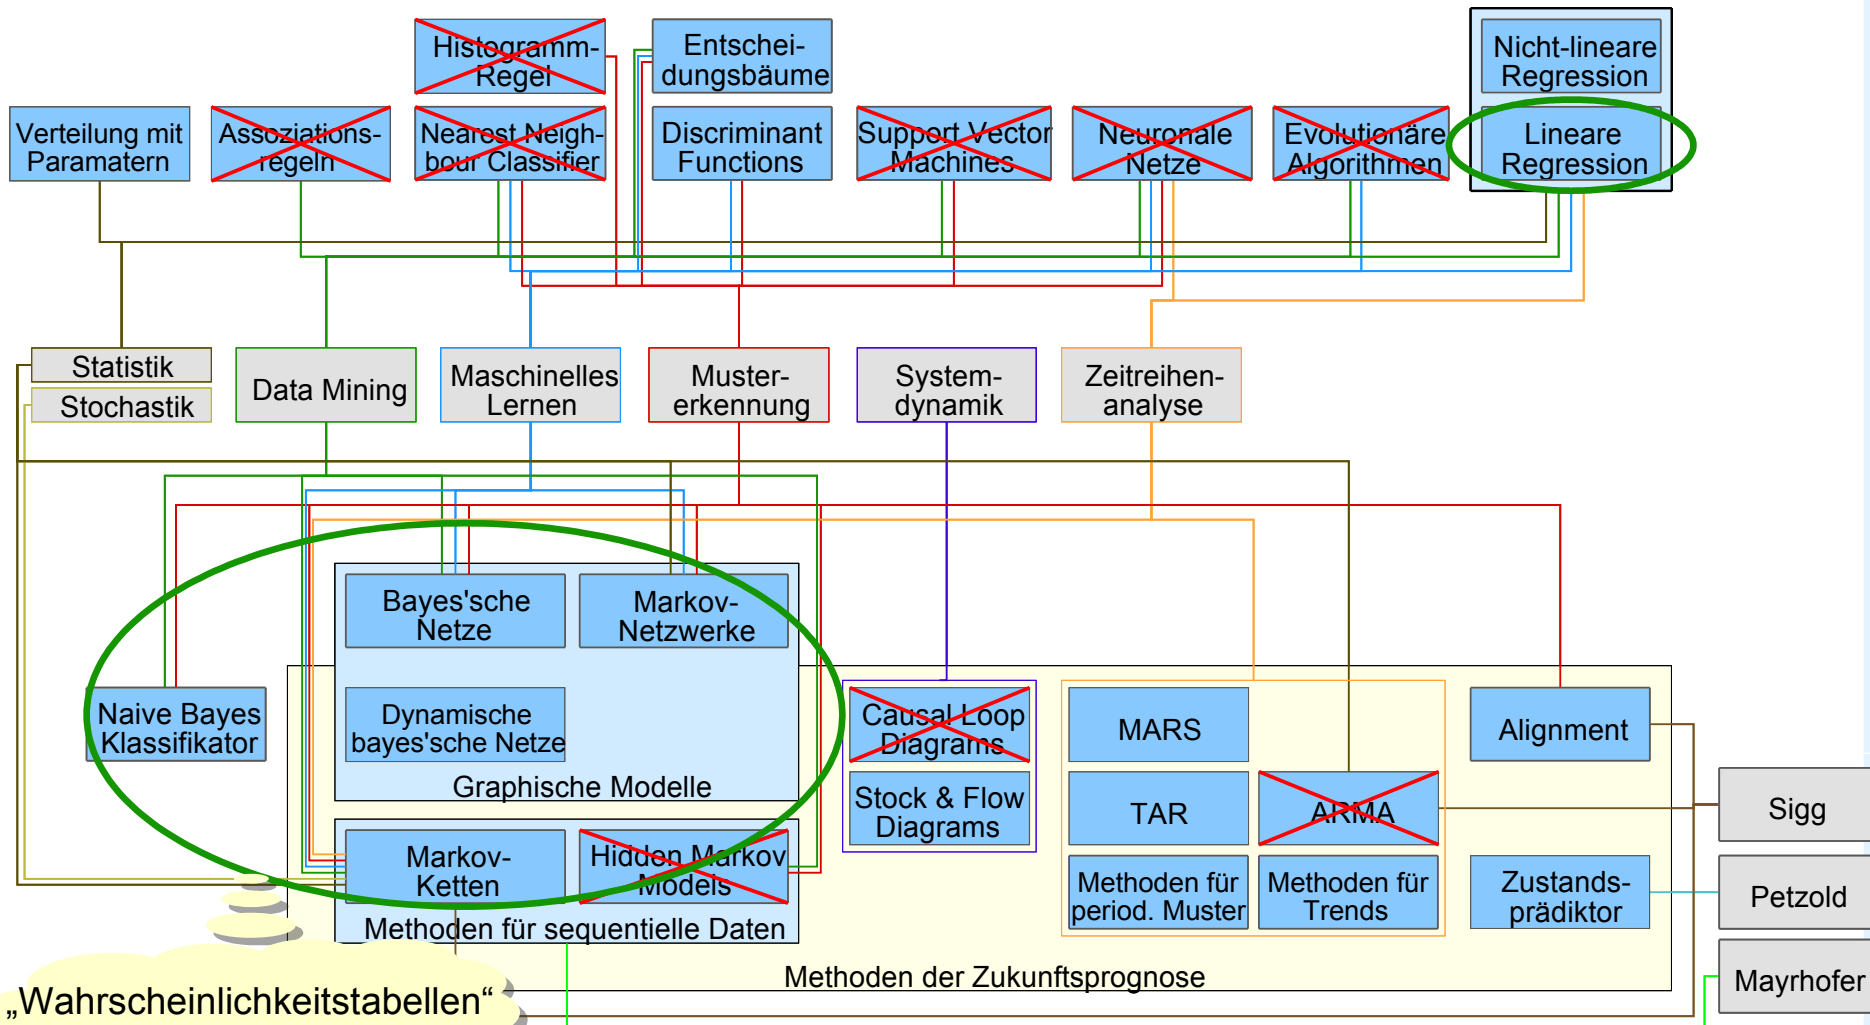 Histogramm-
Regel
Entschei-
dungsbäume
Nicht-lineare
Regression
Verteilung mit
Paramatern
Assoziations-
regeln
Nearest Neigh-
bour Classifier
Discriminant
Functions
Support Vector
Machines
Neuronale
Netze
Evolutionäre
Algorithmen
Lineare
Regression
Statistik
Stochastik
Data Mining
Maschinelles
Lernen
Muster-
erkennung
System-
dynamik
Zeitreihen-
analyse
Bayes'sche
Netze
Markov-
Netzwerke
Naive Bayes
Klassifikator
Dynamische
bayes'sche Netze
Graphische Modelle
Causal Loop
Diagrams
MARS
Alignment
Stock & Flow
Diagrams
TAR
ARMA
Sigg
Markov-
Ketten
Hidden Markov
Models
Methoden für
period. Muster
Methoden für
Trends
Zustands-
prädiktor
Petzold
Methoden für sequentielle Daten
Methoden der Zukunftsprognose
Mayrhofer
„Wahrscheinlichkeitstabellen“